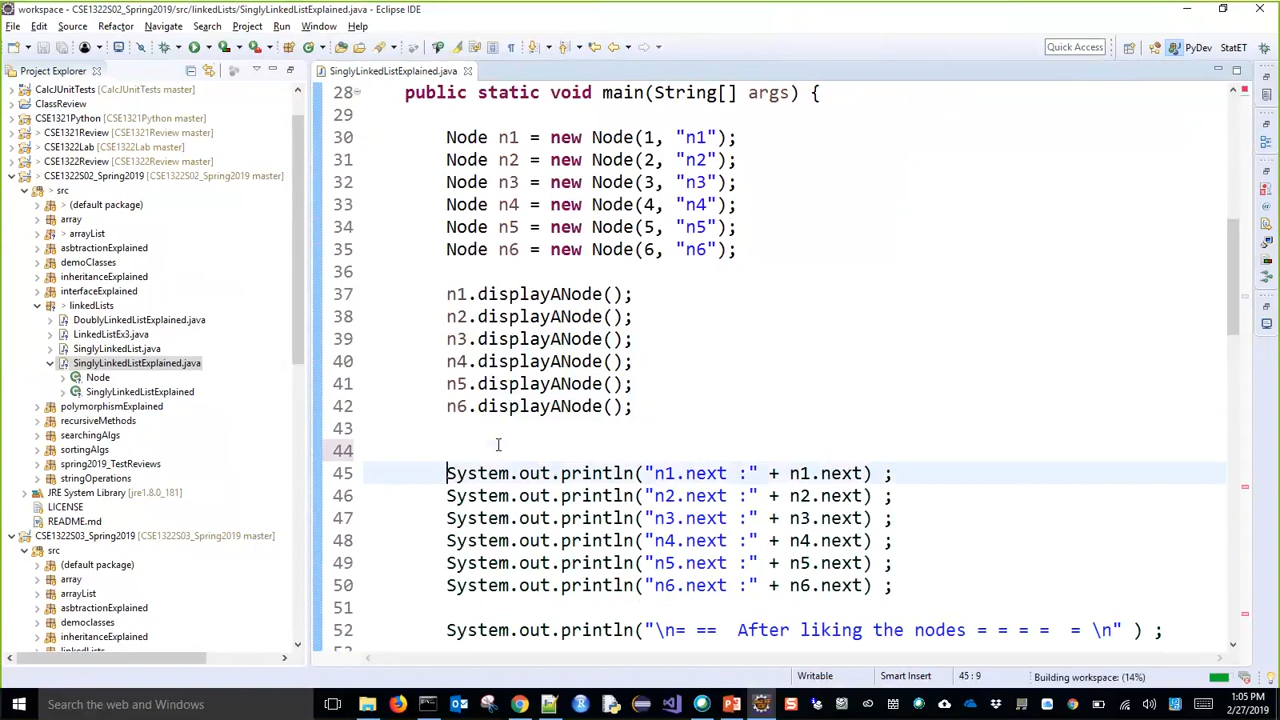 workspace - CSE1322S02_Spring2019/src/linkedLists/SinglyLinkedListExplained.java - Eclipse IDE
File Edit Source Refactor Navigate Search Project Run Window Help
Quick Access
PyDev
StatET
Project Explorer
CalcJUnitTests [CalcJUnitTests master]
ClassReview
CSE1321Python [CSE1321Python master]
CSE1321Review [CSE1321Review master]
CSE1322Lab [CSE1322Lab master]
CSE1322Review [CSE1322Review master]
> CSE1322S02_Spring2019 [CSE1322S02_Spring2019 master]
> src
> (default package)
array
> arrayList
asbtractionExplained
demoClasses
inheritanceExplained
interfaceExplained
> linkedLists
DoublyLinkedListExplained.java
LinkedListEx3.java
SinglyLinkedList.java
SinglyLinkedListExplained.java
Node
SinglyLinkedListExplained
polymorphismExplained
recursiveMethods
searchingAlgs
sortingAlgs
spring2019_TestReviews
stringOperations
JRE System Library [jre1.8.0_181]
LICENSE
README.md
CSE1322S03_Spring2019 [CSE1322S03_Spring2019 master]
src
(default package)
array
arrayList
asbtractionExplained
democlasses
inheritanceExplained
linkedLists
SinglyLinkedListExplained.java
28 public static void main(String[] args) {
29
30 Node n1 = new Node(1, "n1");
31 Node n2 = new Node(2, "n2");
32 Node n3 = new Node(3, "n3");
33 Node n4 = new Node(4, "n4");
34 Node n5 = new Node(5, "n5");
35 Node n6 = new Node(6, "n6");
36
37 n1.displayANode();
38 n2.displayANode();
39 n3.displayANode();
40 n4.displayANode();
41 n5.displayANode();
42 n6.displayANode();
43
44
45 System.out.println("n1.next :" + n1.next) ;
46 System.out.println("n2.next :" + n2.next) ;
47 System.out.println("n3.next :" + n3.next) ;
48 System.out.println("n4.next :" + n4.next) ;
49 System.out.println("n5.next :" + n5.next) ;
50 System.out.println("n6.next :" + n6.next) ;
51
52 System.out.println("\n= ==  After liking the nodes = = = =  = \n" ) ;
Writable
Smart Insert
45 : 9
Building workspace: (14%)
Search the web and Windows
1:05 PM
2/27/2019